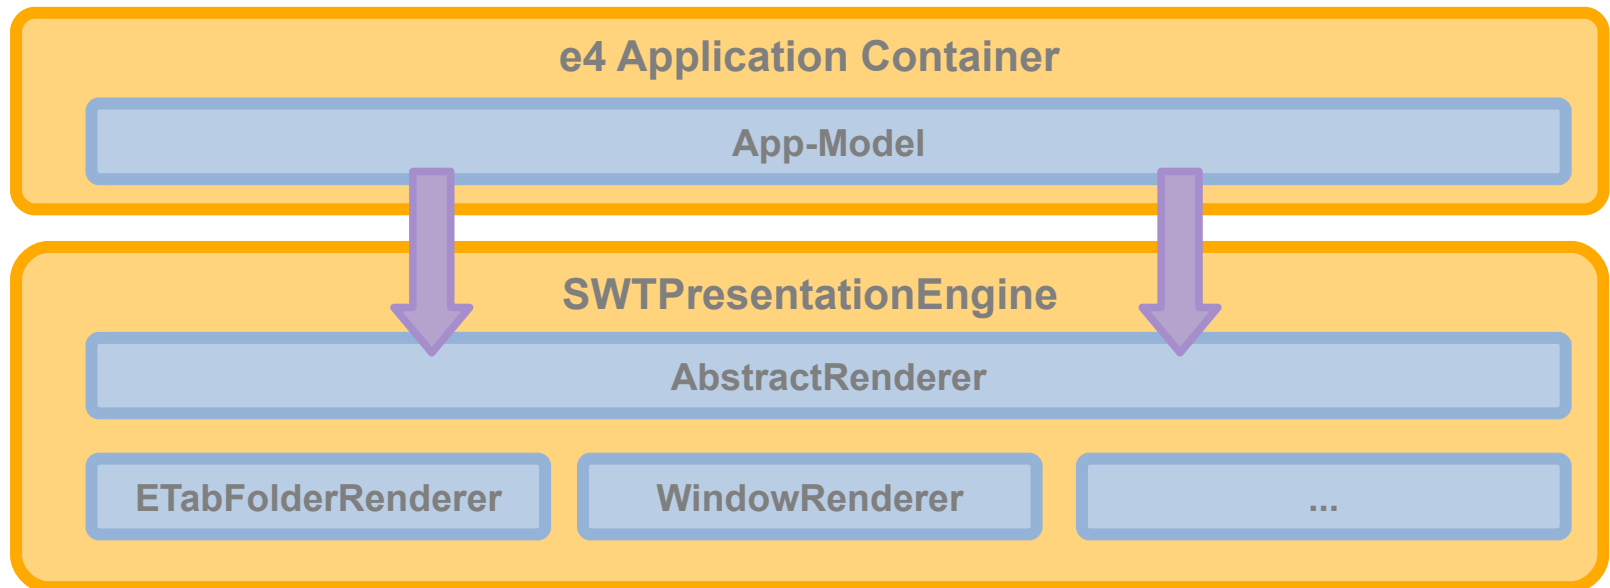 e4 Application Container
App-Model
SWTPresentationEngine
AbstractRenderer
ETabFolderRenderer
WindowRenderer
...